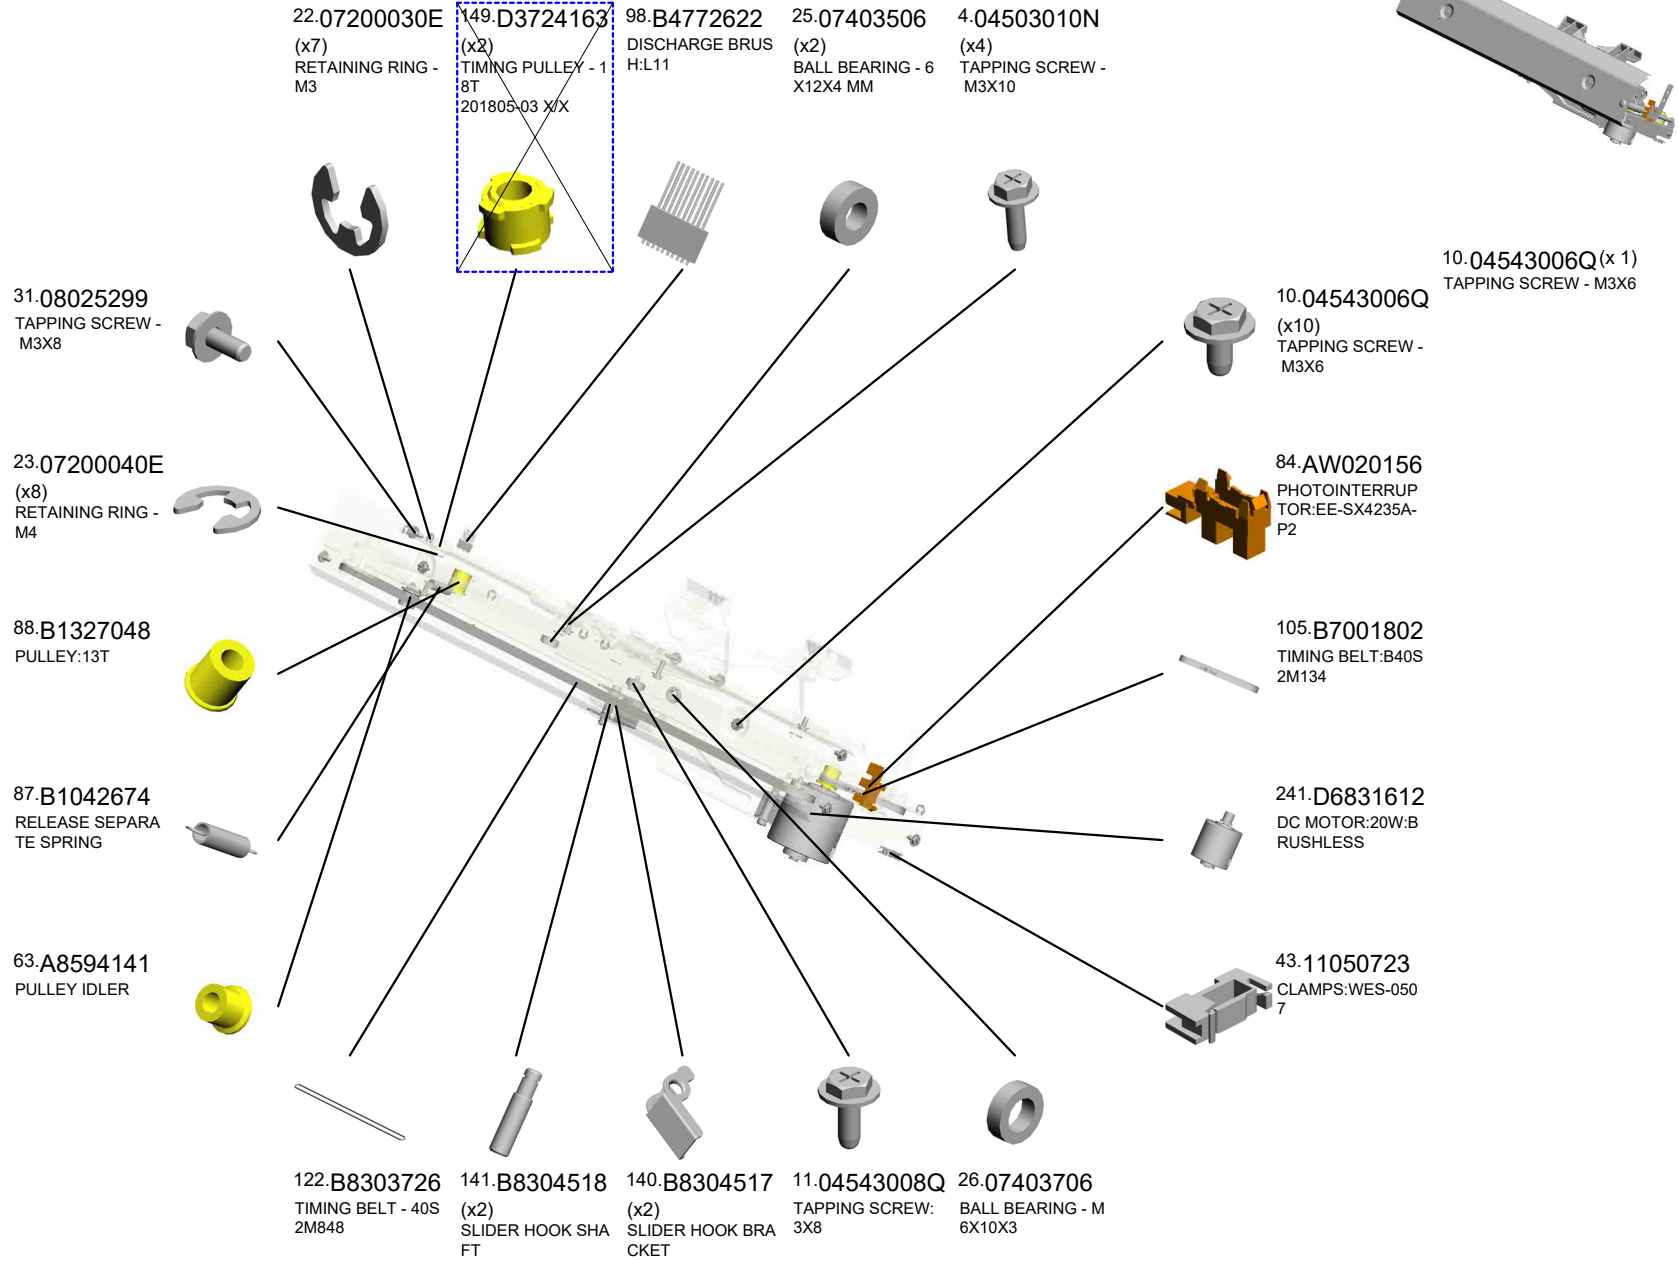 22.07200030E
(x7)
RETAINING RING -
M3
149.D3724163
(x2)
TIMING PULLEY - 1
8T
201805-03 X/X
98.B4772622
DISCHARGE BRUS
H:L11
25.07403506
(x2)
BALL BEARING - 6
X12X4 MM
4.04503010N
(x4)
TAPPING SCREW -
M3X10
10.04543006Q(x 1)
TAPPING SCREW - M3X6
31.08025299
TAPPING SCREW -
M3X8
10.04543006Q
(x10)
TAPPING SCREW -
M3X6
23.07200040E
(x8)
RETAINING RING -
M4
84.AW020156
PHOTOINTERRUP
TOR:EE-SX4235A-
P2
88.B1327048
PULLEY:13T
105.B7001802
TIMING BELT:B40S
2M134
87.B1042674
RELEASE SEPARA
TE SPRING
241.D6831612
DC MOTOR:20W:B
RUSHLESS
63.A8594141
PULLEY IDLER
43.11050723
CLAMPS:WES-050
7
122.B8303726
TIMING BELT - 40S
2M848
141.B8304518
(x2)
SLIDER HOOK SHA
FT
140.B8304517
(x2)
SLIDER HOOK BRA
CKET
11.04543008Q
TAPPING SCREW:
3X8
26.07403706
BALL BEARING - M
6X10X3